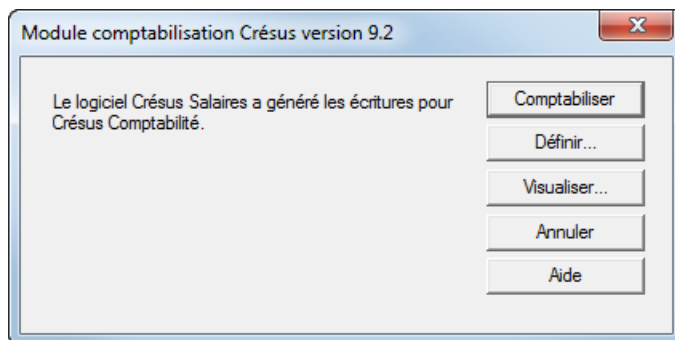 Module comptabilisation Crésus version 9.2
Le logiciel Crésus Salaires a généré les écritures pour
Crésus Comptabilité.
Comptabiliser
Définir...
Visualiser...
Annuler
Aide